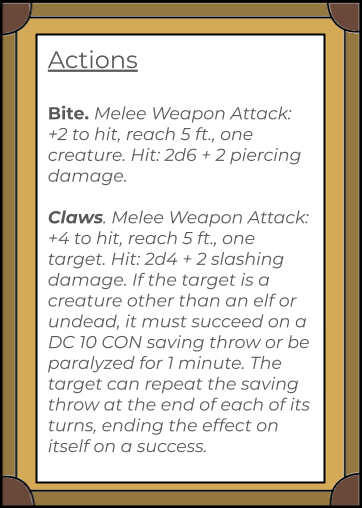 Actions
Bite. Melee Weapon Attack:
+2 to hit, reach 5 ft., one
creature. Hit: 2d6 + 2 piercing
damage.
Claws. Melee Weapon Attack:
+4 to hit, reach 5 ft., one
target. Hit: 2d4 + 2 slashing
damage. If the target is a
creature other than an elf or
undead, it must succeed on a
DC 10 CON saving throw or be
paralyzed for 1 minute. The
target can repeat the saving
throw at the end of each of its
turns, ending the effect on
itself on a success.